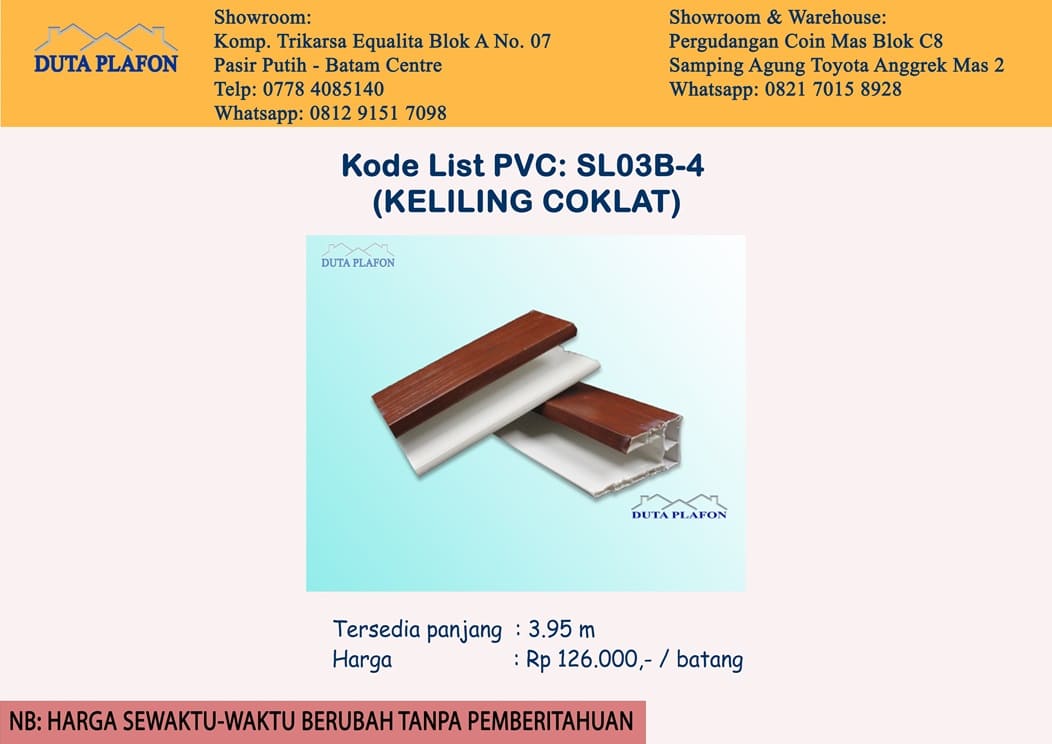 DUTA PLAFON
Showroom:
Komp. Trikarsa Equalita Blok A No. 07
Pasir Putih - Batam Centre
Telp: 0778 4085140
Whatsapp: 0812 9151 7098
Showroom & Warehouse:
Pergudangan Coin Mas Blok C8
Samping Agung Toyota Anggrek Mas 2
Whatsapp: 0821 7015 8928
Kode List PVC: SL03B-4
(KELILING COKLAT)
DUTA PLAFON
DUTA PLAFON
Tersedia panjang : 3.95 m
Harga : Rp 126.000,- / batang
NB: HARGA SEWAKTU-WAKTU BERUBAH TANPA PEMBERITAHUAN